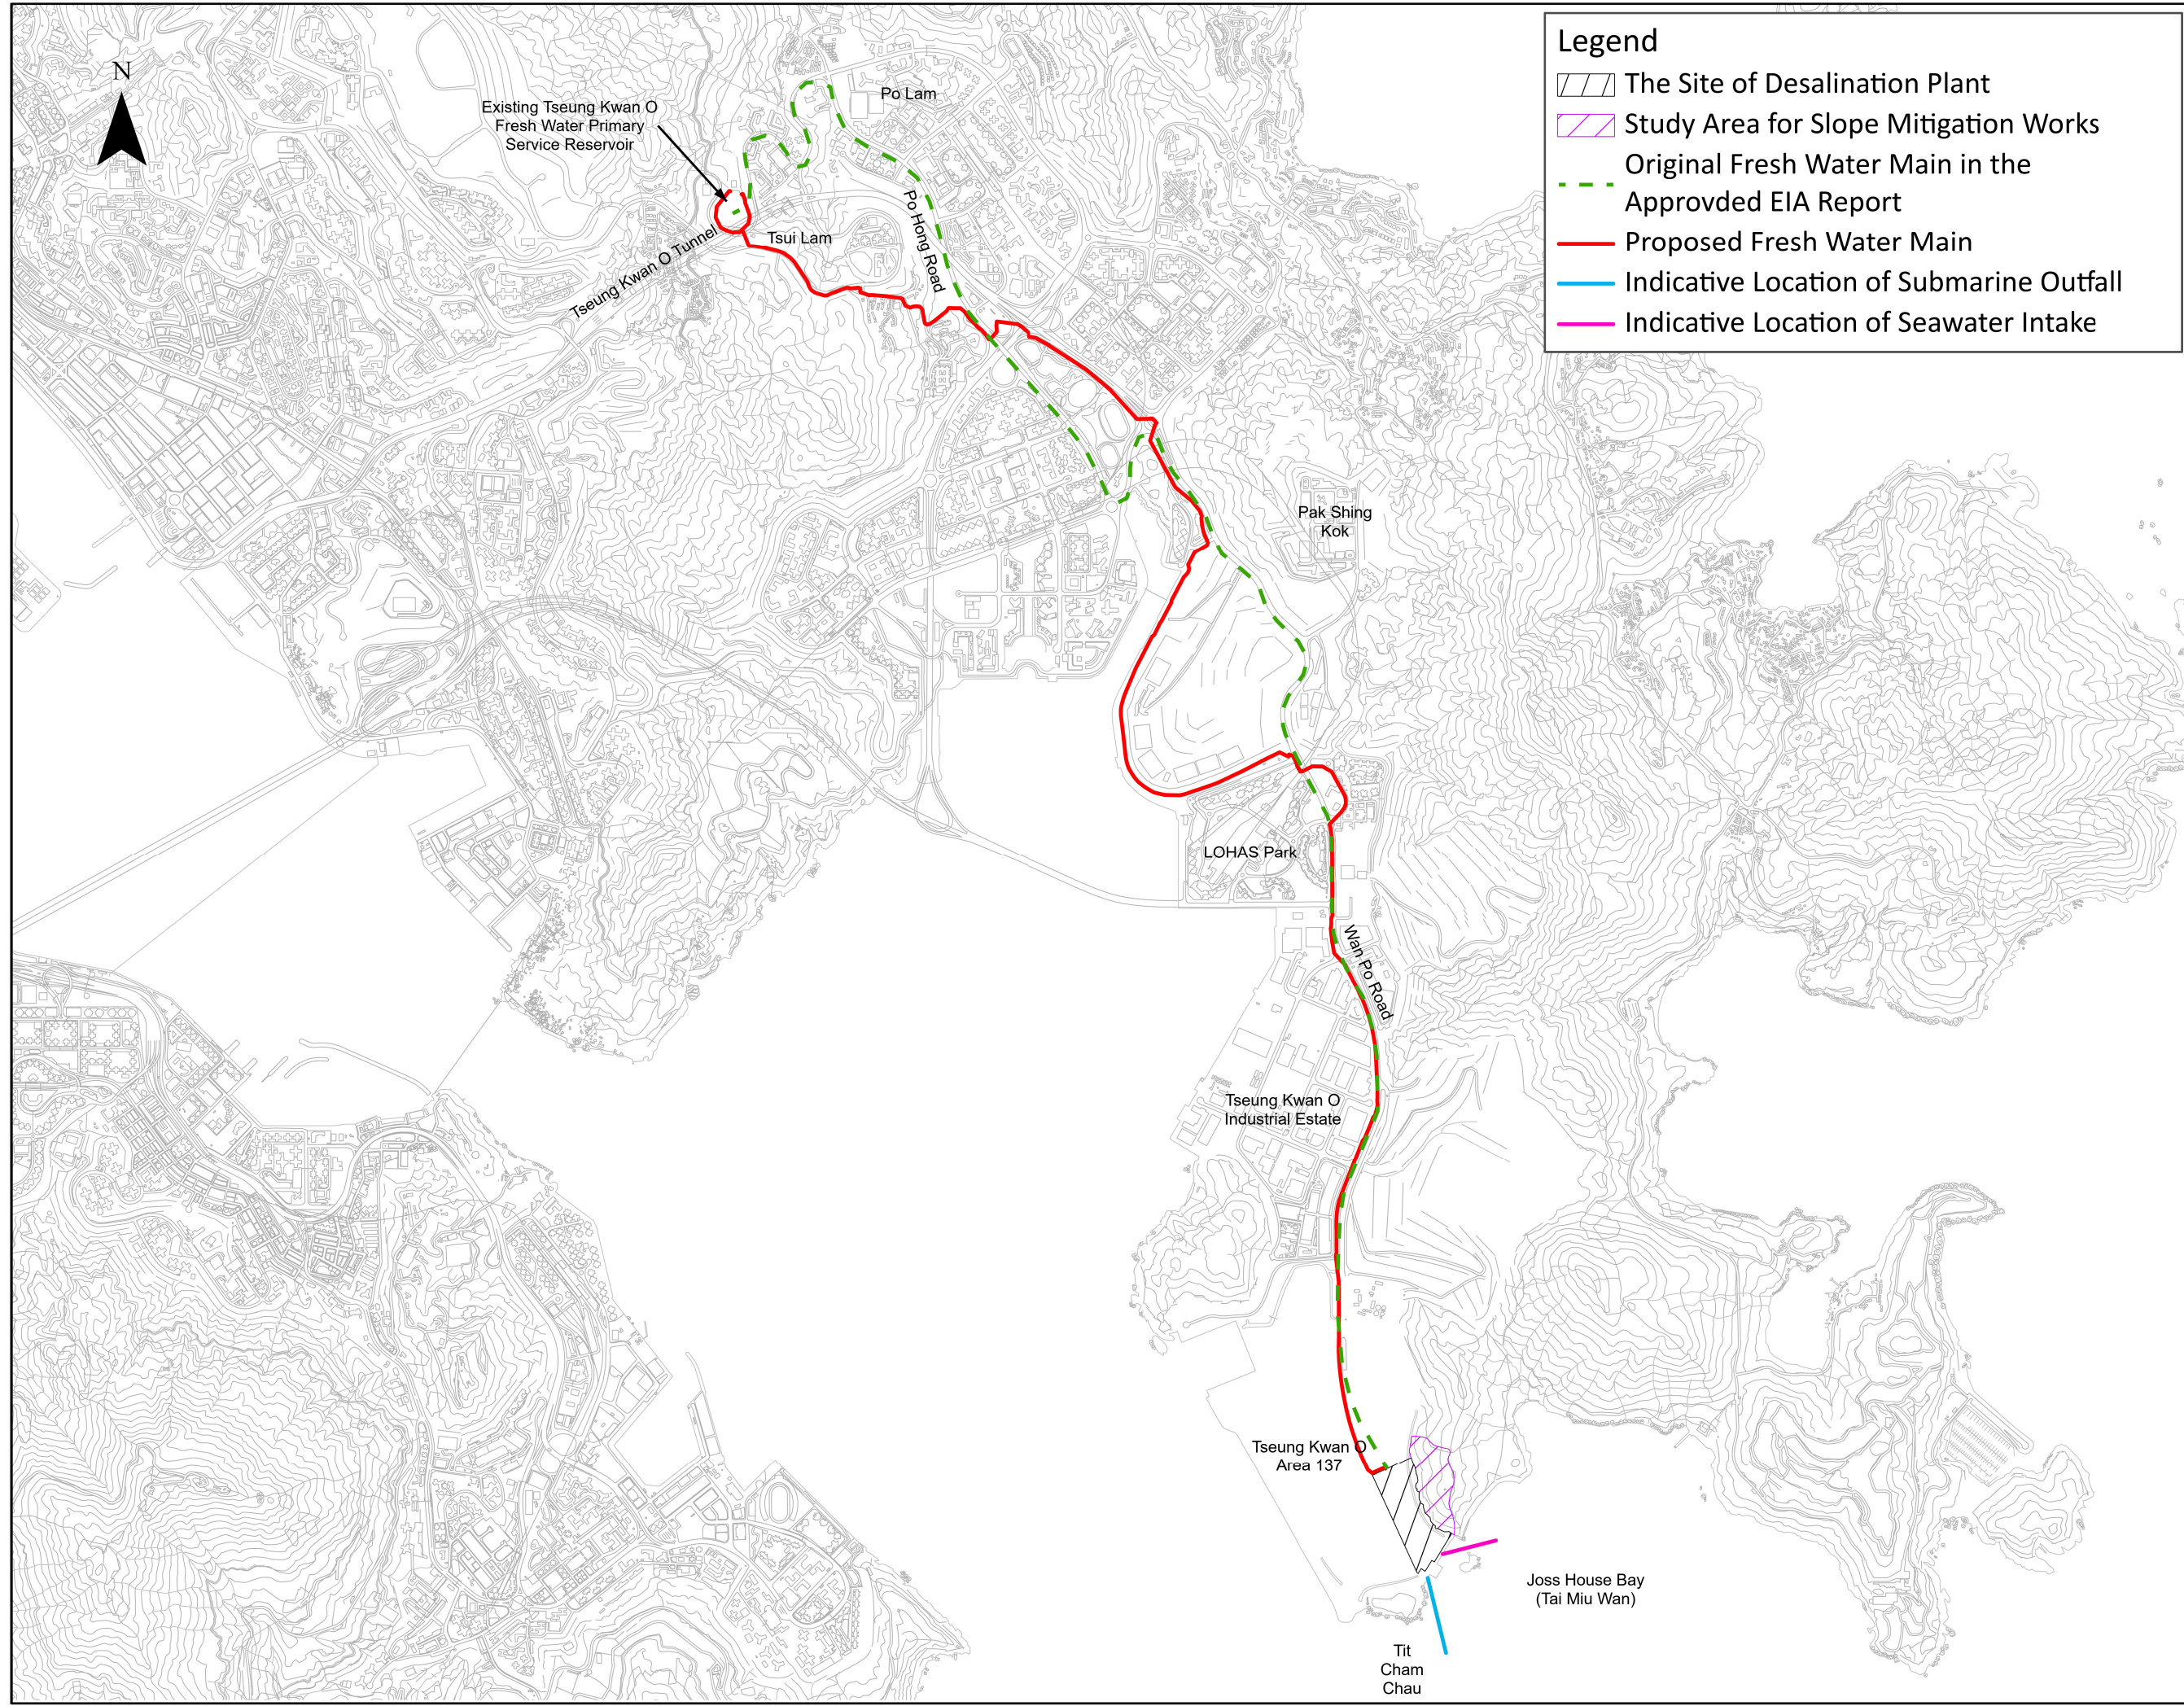 Legend
The Site of Desalination Plant
Study Area for Slope Mitigation Works
Original Fresh Water Main in the
Approvded EIA Report
Proposed Fresh Water Main
Indicative Location of Submarine Outfall
Indicative Location of Seawater Intake
N
Existing Tseung Kwan O
Fresh Water Primary
Service Reservoir
Po Lam
Po Hong Road
Tsui Lam
Tseung Kwan O Tunnel
Pak Shing
Kok
LOHAS Park
Wan Po Road
Tseung Kwan O
Industrial Estate
Tseung Kwan O
Area 137
Joss House Bay
(Tai Miu Wan)
Tit
Cham
Chau